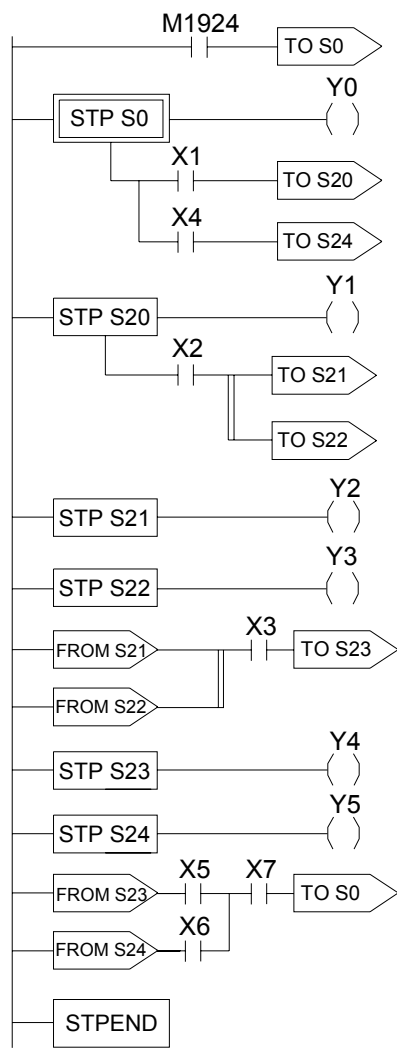 M1924
TO S0
STP S0
Y0
X1
TO S20
X4
TO S24
STP S20
Y1
X2
TO S21
TO S22
STP S21
Y2
STP S22
Y3
FROM S21
X3
TO S23
FROM S22
STP S23
Y4
STP S24
Y5
FROM S23
X5
X7
TO S0
FROM S24
X6
STPEND